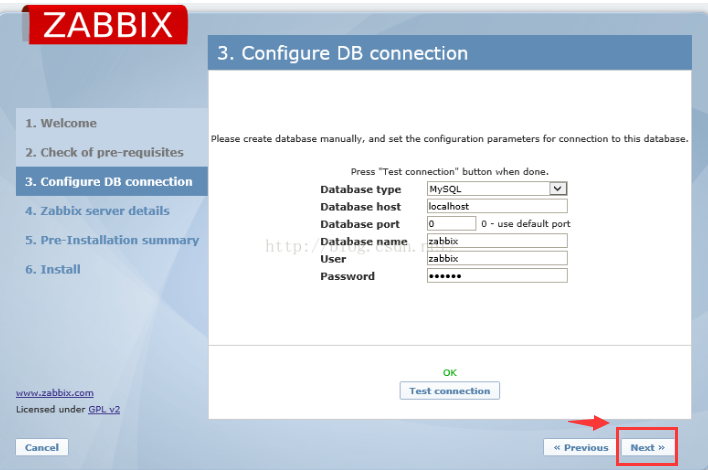 ZABBIX
3. Configure DB connection
1. Welcome
2. Check of pre-requisites
3. Configure DB connection
4. Zabbix server details
5. Pre-Installation summary
6. Install
Please create database manually, and set the configuration parameters for connection to this database.
Press "Test connection" button when done.
Database type MySQL
Database host localhost
Database port 0 0 - use default port
Database name zabbix
User zabbix
Password ●●●●●●
http://blog.csdn.net/
OK
Test connection
www.zabbix.com
Licensed under GPL v2
Cancel
« Previous
Next »